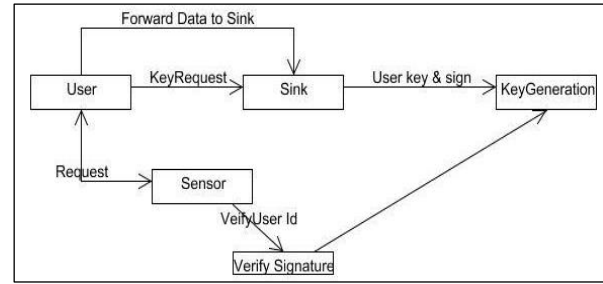 Forward Data to Sink
User
KeyRequest
Sink
User key & sign
KeyGeneration
Request
Sensor
VeifyUser Id
Verify Signature